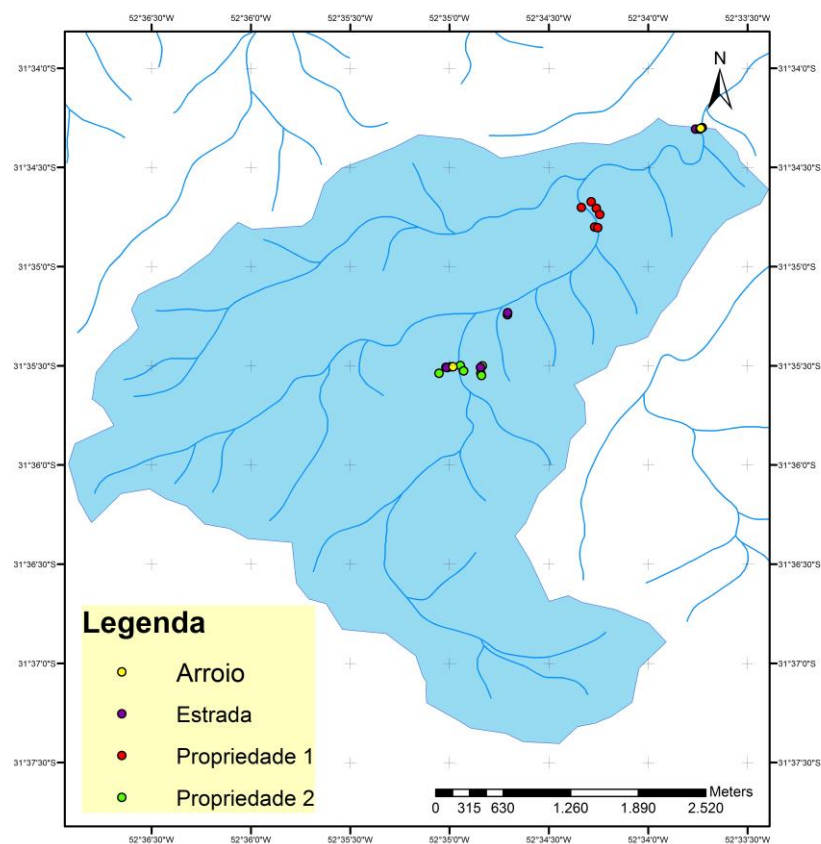 52°36'30"W 52°36'0"W 52°35'30"W 52°35'0"W 52°34'30"W 52°34'0"W 52°33'30"W
31°34'0"S 31°34'0"S
N
31°34'30"S 31°34'30"S
31°35'0"S 31°35'0"S
31°35'30"S 31°35'30"S
31°36'0"S 31°36'0"S
31°36'30"S 31°36'30"S
31°37'0"S 31°37'0"S
31°37'30"S 31°37'30"S
Legenda
Arroio
Estrada
Propriedade 1
Propriedade 2
Meters
0 315 630 1.260 1.890 2.520
52°36'30"W 52°36'0"W 52°35'30"W 52°35'0"W 52°34'30"W 52°34'0"W 52°33'30"W